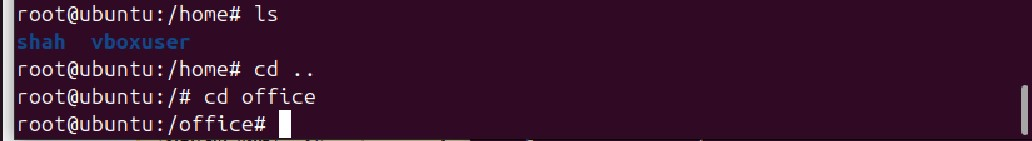 root@ubuntu:/home# ls
shah  vboxuser
root@ubuntu:/home# cd ..
root@ubuntu:/# cd office
root@ubuntu:/office#